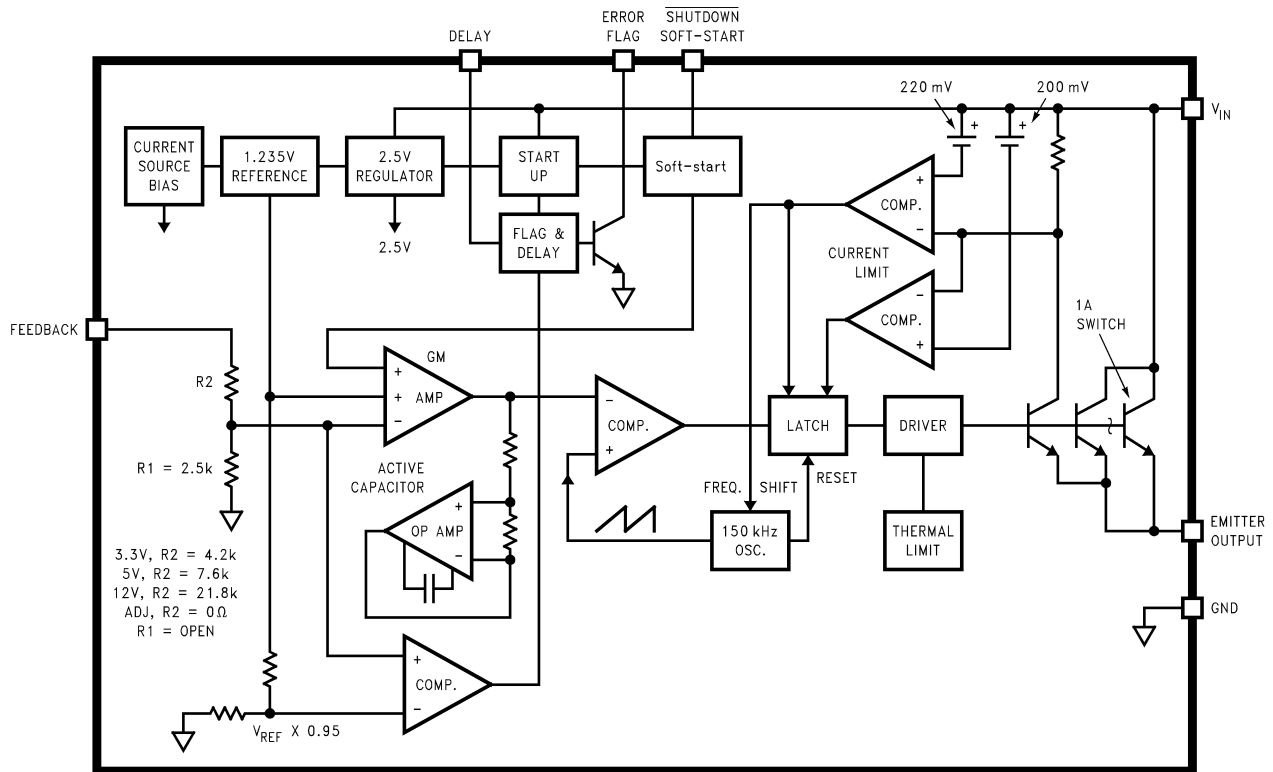 ERROR
FLAG
SHUTDOWN
SOFT-START
DELAY
220 mV
200 mV
VIN
CURRENT
SOURCE
BIAS
1.235V
REFERENCE
2.5V
REGULATOR
START
UP
Soft-start
+
+
+
COMP.
-
FLAG &
DELAY
2.5V
CURRENT
LIMIT
-
COMP.
+
1A
SWITCH
FEEDBACK
GM
+
+
AMP
-
R2
-
COMP.
+
LATCH
DRIVER
R1 = 2.5k
ACTIVE
CAPACITOR
+
OP AMP
-
FREQ. SHIFT
RESET
150 kHz
OSC.
THERMAL
LIMIT
EMITTER
OUTPUT
3.3V, R2 = 4.2k
5V, R2 = 7.6k
12V, R2 = 21.8k
ADJ, R2 = 0Ω
R1 = OPEN
GND
+
COMP.
-
VREF X 0.95